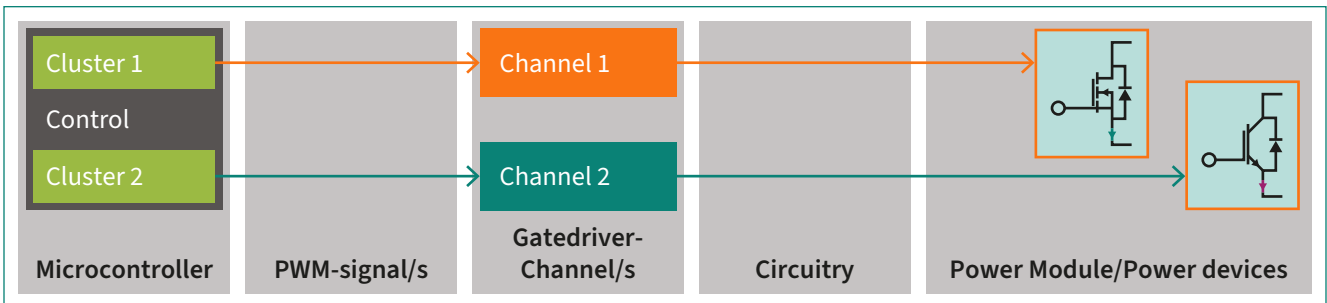 Cluster 1
Control
Cluster 2
Channel 1
Channel 2
Microcontroller
PWM-signal/s
Gatedriver-
Channel/s
Circuitry
Power Module/Power devices